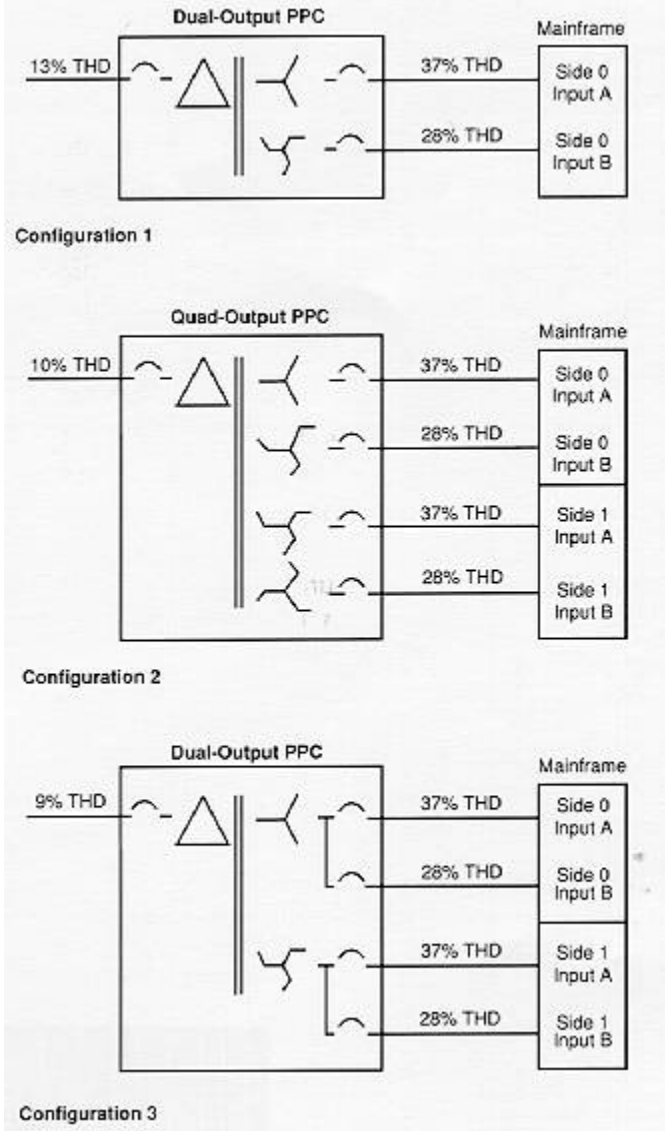 Dual-Output PPC
Mainframe
13% THD
37% THD
Side 0
Input A
28% THD
Side 0
Input B
Configuration 1
Quad-Output PPC
Mainframe
10% THD
37% THD
Side 0
Input A
28% THD
Side 0
Input B
37% THD
Side 1
Input A
28% THD
Side 1
Input B
Configuration 2
Dual-Output PPC
Mainframe
9% THD
37% THD
Side 0
Input A
28% THD
Side 0
Input B
37% THD
Side 1
Input A
28% THD
Side 1
Input B
Configuration 3